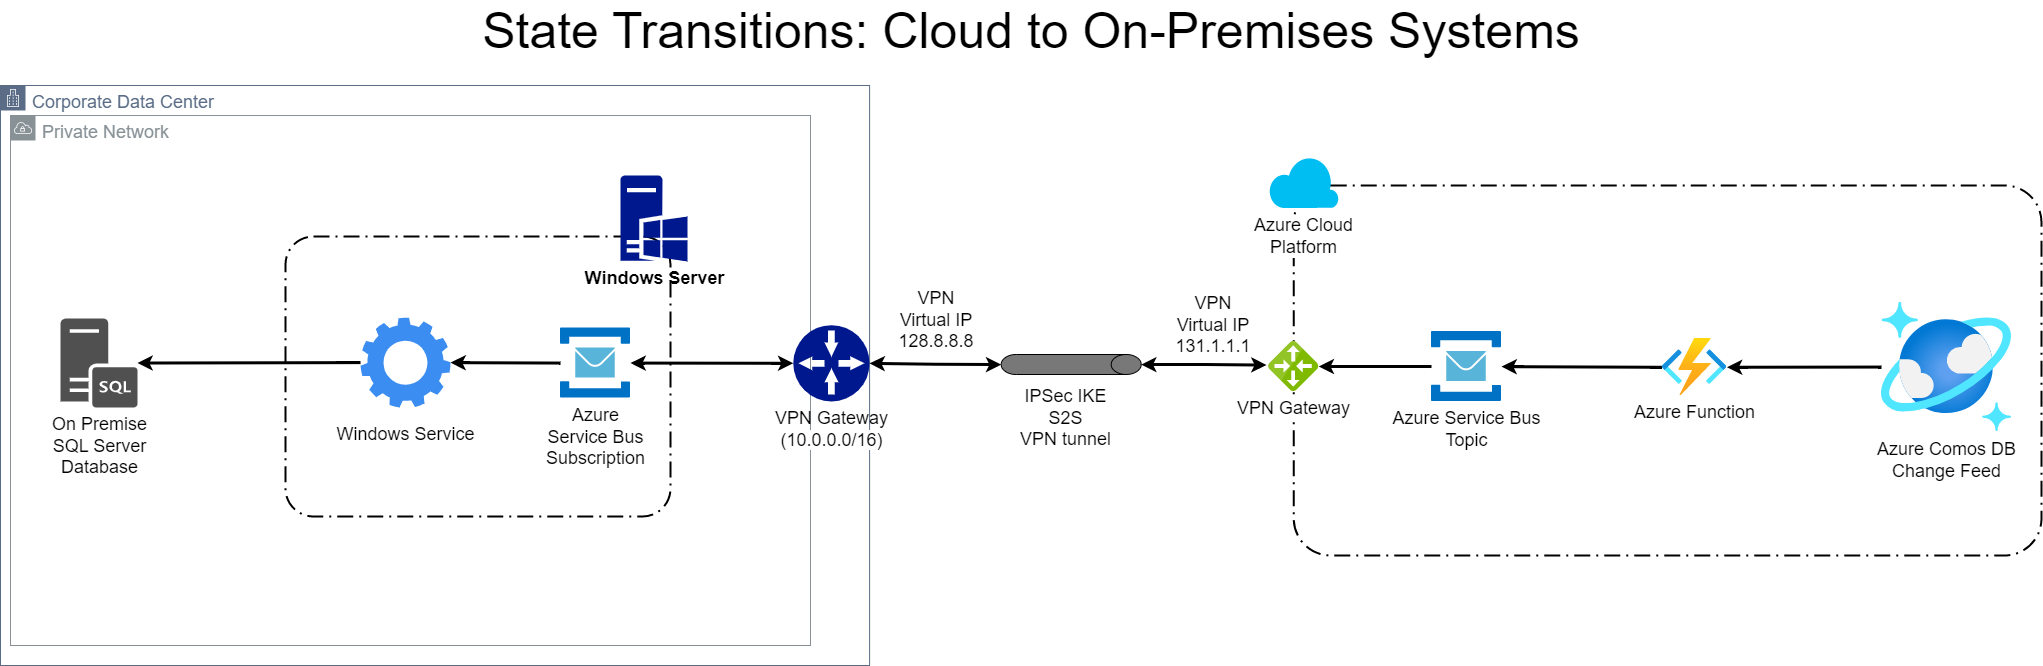 State Transitions: Cloud to On-Premises Systems
Corporate Data Center
Private Network
Windows Server
On Premise
SQL Server
Database
SQL
Windows Service
Azure
Service Bus
Subscription
VPN Gateway
(10.0.0.0/16)
VPN
Virtual IP
128.8.8.8
IPSec IKE
S2S
VPN tunnel
VPN
Virtual IP
131.1.1.1
Azure Cloud
Platform
VPN Gateway
Azure Service Bus
Topic
Azure Function
Azure Comos DB
Change Feed